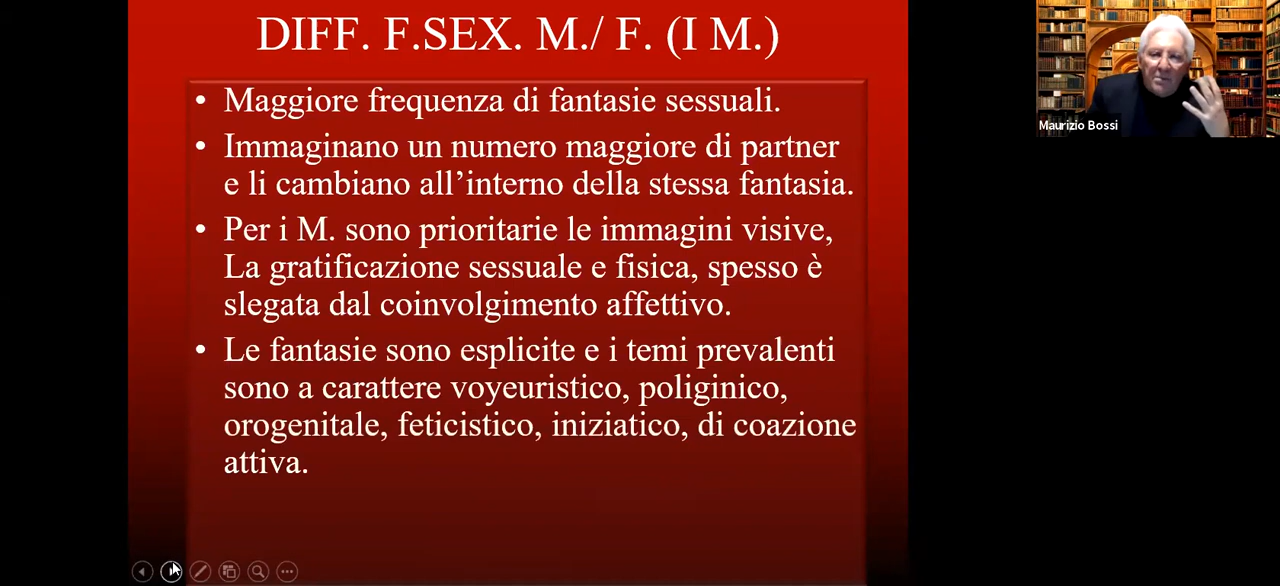 DIFF. F.SEX. M./ F. (I M.)
• Maggiore frequenza di fantasie sessuali.
• Immaginano un numero maggiore di partner
e li cambiano all’interno della stessa fantasia.
• Per i M. sono prioritarie le immagini visive,
La gratificazione sessuale e fisica, spesso è
slegata dal coinvolgimento affettivo.
• Le fantasie sono esplicite e i temi prevalenti
sono a carattere voyeuristico, poliginico,
orogenitale, feticistico, iniziatico, di coazione
attiva.
Maurizio Bossi